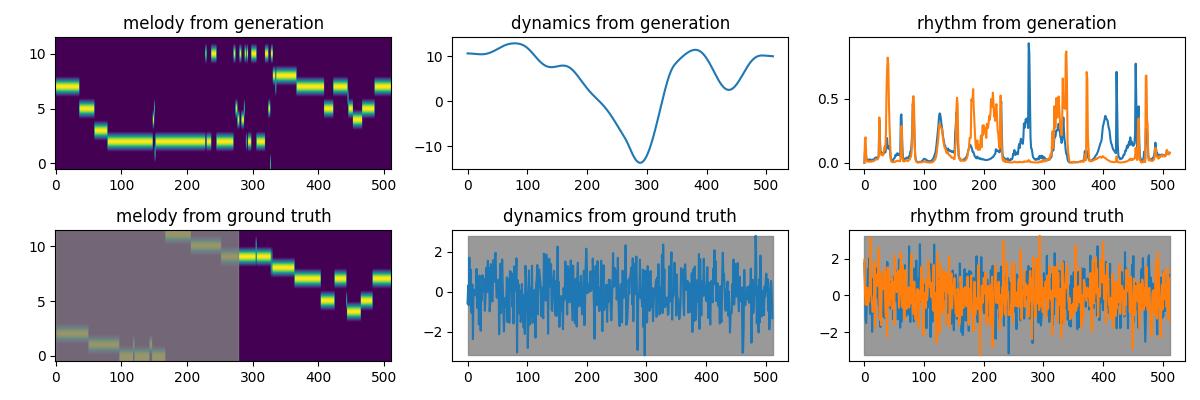 melody from generation
dynamics from generation
rhythm from generation
10
5
0
0 100 200 300 400 500
10
0
−10
0 100 200 300 400 500
0.5
0.0
0 100 200 300 400 500
melody from ground truth
dynamics from ground truth
rhythm from ground truth
10
5
0
0 100 200 300 400 500
2
0
−2
0 100 200 300 400 500
2
0
−2
0 100 200 300 400 500